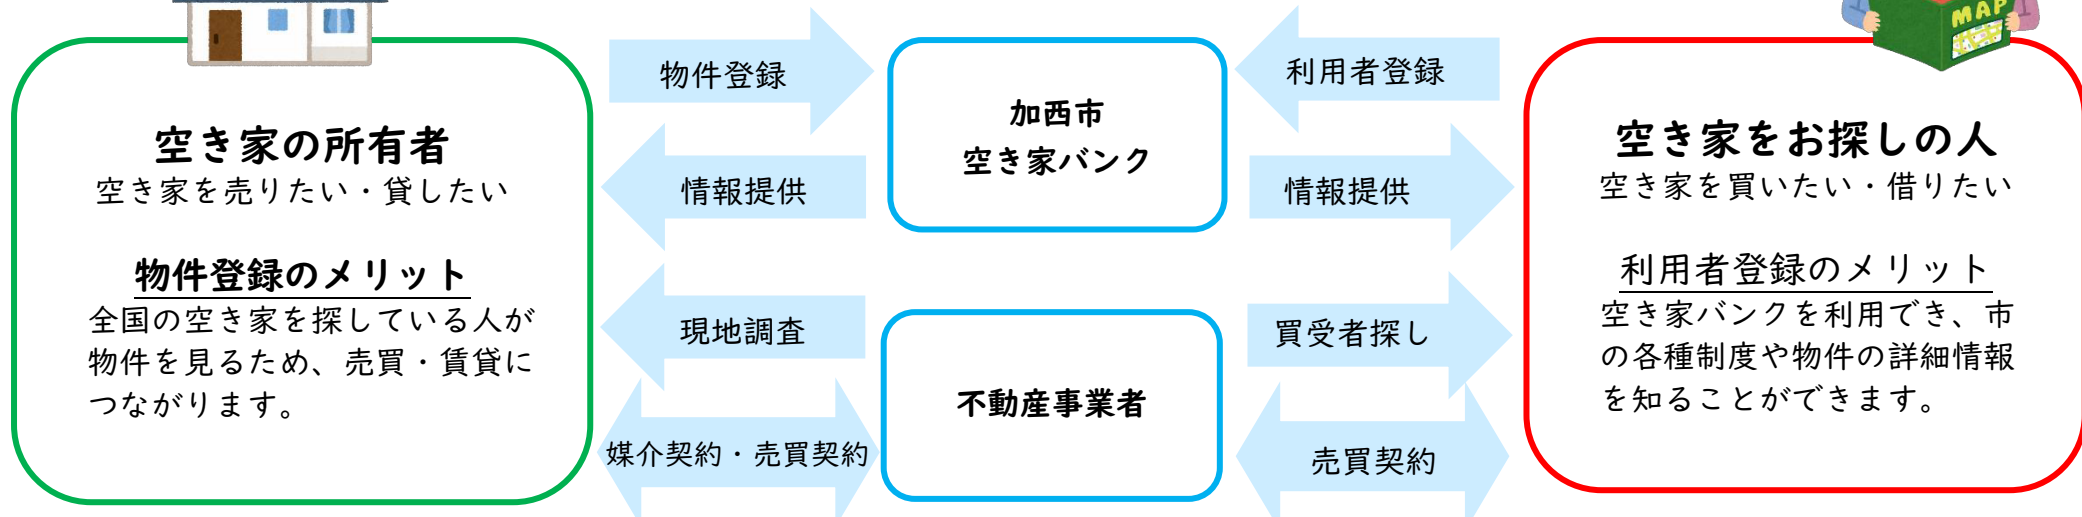 空き家の所有者
空き家を売りたい・貸したい
物件登録のメリット
全国の空き家を探している人が
物件を見るため、売買・賃貸に
つながります。
物件登録
情報提供
現地調査
媒介契約・売買契約
加西市
空き家バンク
不動産事業者
利用者登録
情報提供
買受者探し
売買契約
MAP
空き家をお探しの人
空き家を買いたい・借りたい
利用者登録のメリット
空き家バンクを利用でき、市
の各種制度や物件の詳細情報
を知ることができます。